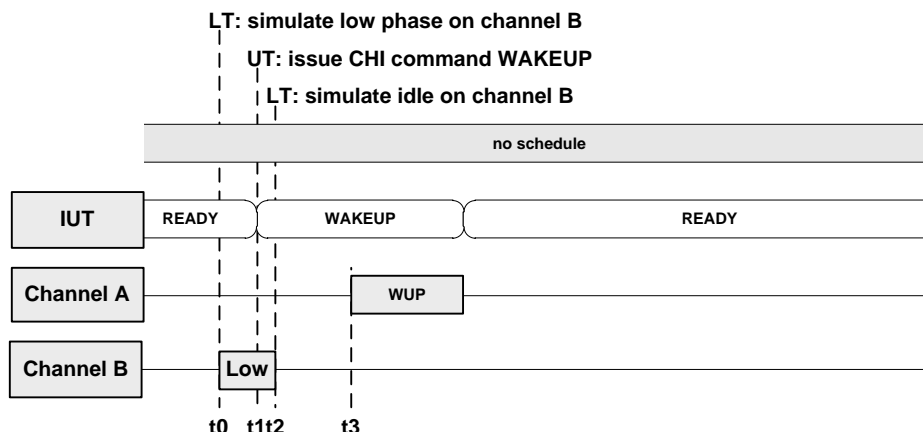 LT: simulate low phase on channel B
UT: issue CHI command WAKEUP
LT: simulate idle on channel B
no schedule
IUT READY WAKEUP READY
Channel A WUP
Channel B Low
t0 t1t2 t3